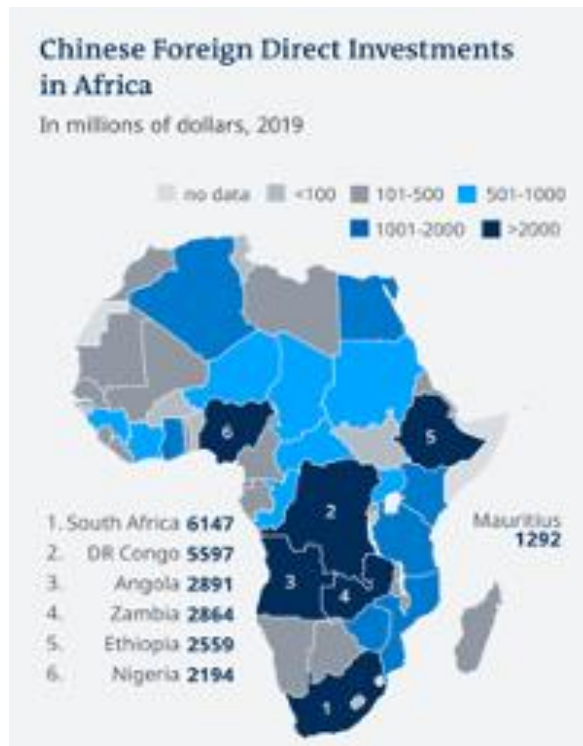 Chinese Foreign Direct Investments
in Africa
In millions of dollars, 2019
no data <100 101-500 501-1000
1001-2000 >2000
6
5
2
3
4
1
1. South Africa 6147
2. DR Congo 5597
3. Angola 2891
4. Zambia 2864
5. Ethiopia 2559
6. Nigeria 2194
Mauritius
1292